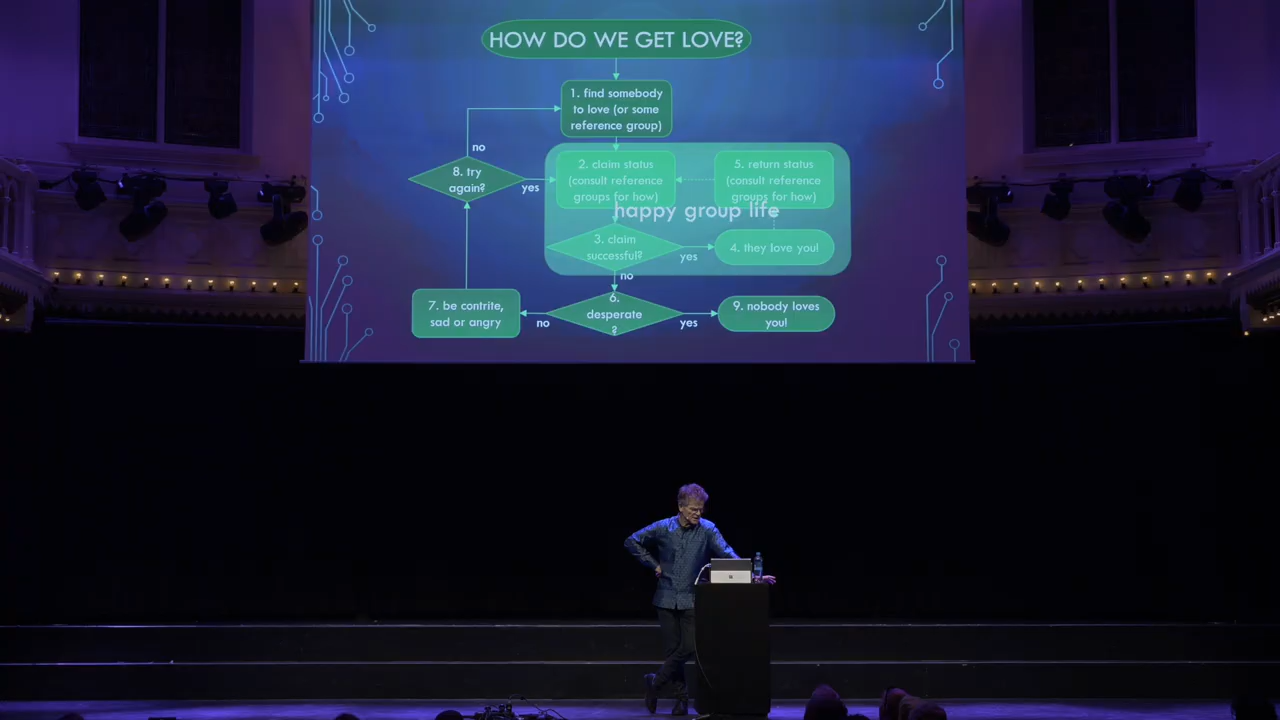 HOW DO WE GET LOVE?
1. find somebody
to love (or some
reference group)
no
8. try
again?
yes
2. claim status
(consult reference
groups for how)
5. return status
(consult reference
groups for how)
happy group life
3. claim
successful?
yes
4. they love you!
no
7. be contrite,
sad or angry
no
6.
desperate
?
yes
9. nobody loves
you!